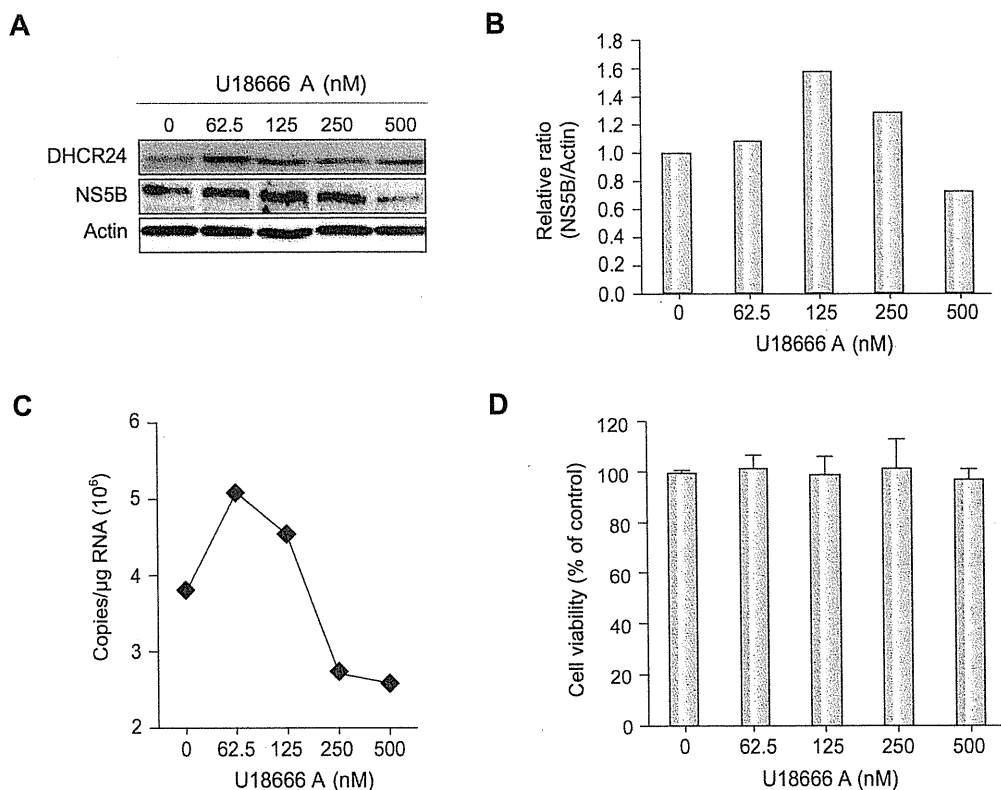 A
U18666 A (nM)
0 62.5 125 250 500
DHCR24
NS5B
Actin
B
Relative ratio
(NS5B/Actin)
1.8
1.6
1.4
1.2
1.0
0.8
0.6
0.4
0.2
0.0
0 62.5 125 250 500
U18666 A (nM)
C
Copies/µg RNA (10⁶)
6
5
4
3
2
0 62.5 125 250 500
U18666 A (nM)
D
Cell viability (% of control)
120
100
80
60
40
20
0
0 62.5 125 250 500
U18666 A (nM)